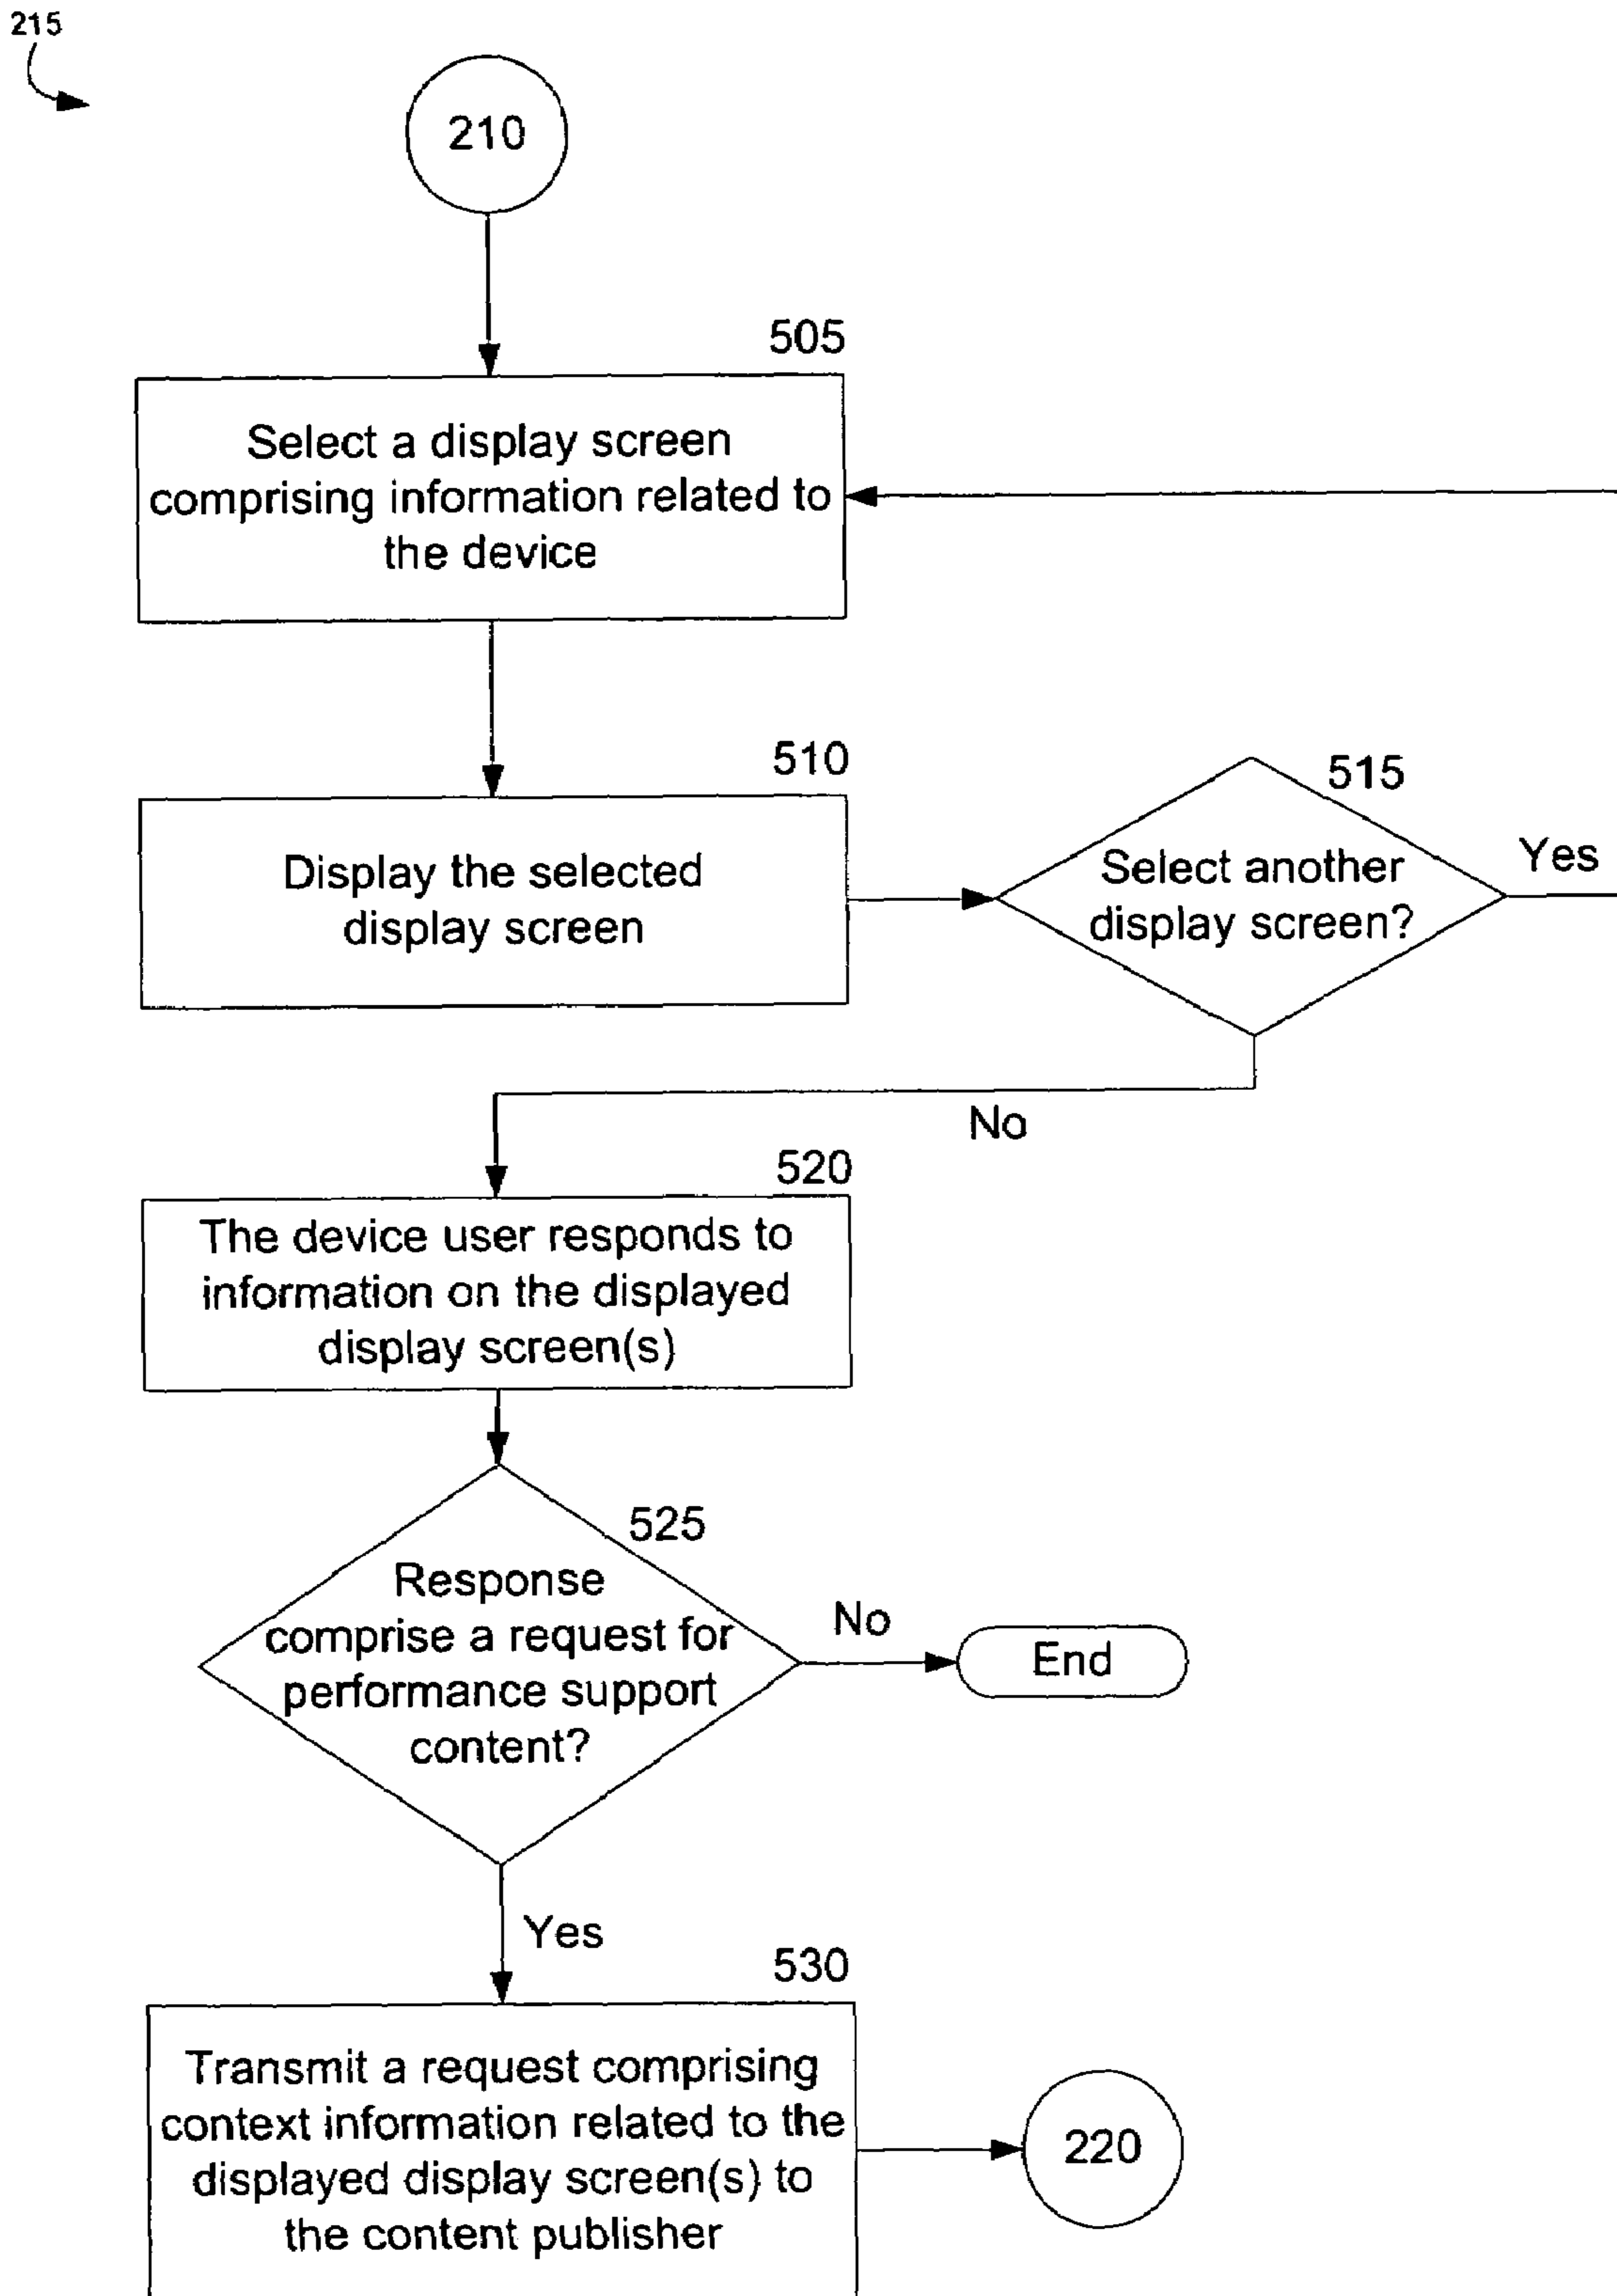 215
210
505
Select a display screen
comprising information related to
the device
510
Display the selected
display screen
515
Select another
display screen?
Yes
No
520
The device user responds to
information on the displayed
display screen(s)
525
Response
comprise a request for
performance support
content?
No
End
Yes
530
Transmit a request comprising
context information related to the
displayed display screen(s) to
the content publisher
220